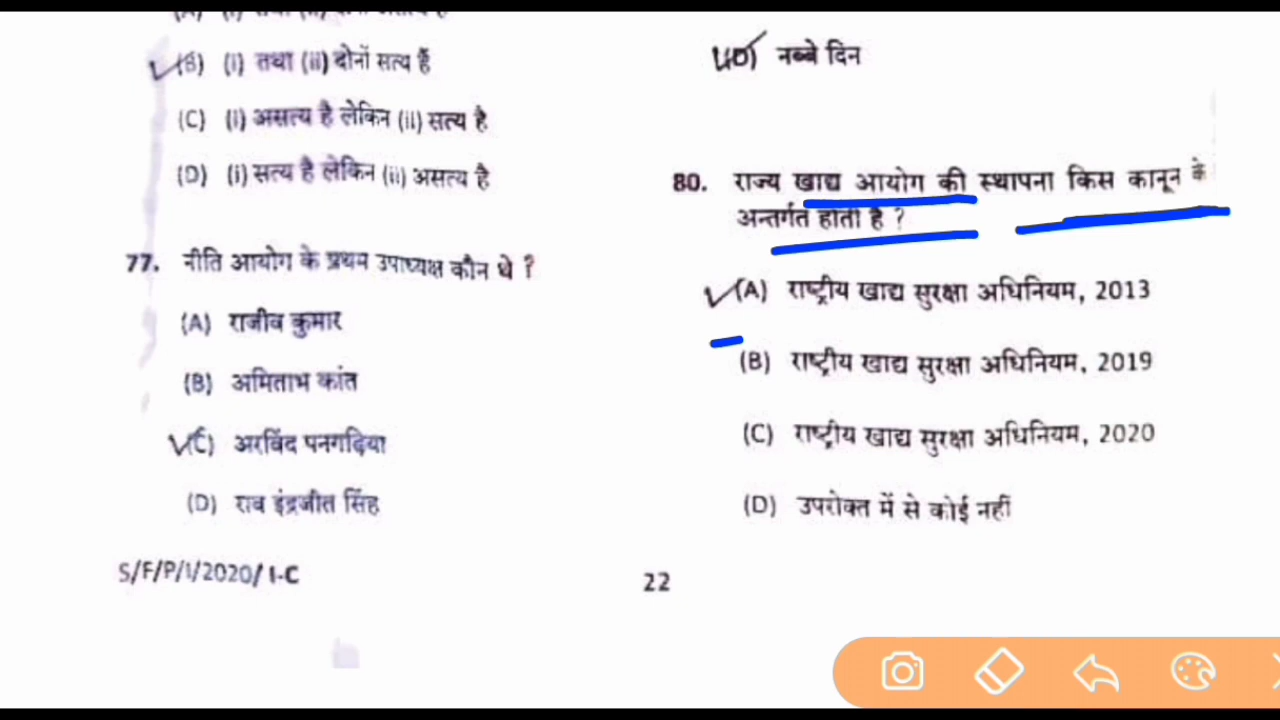 (B) (i) तथा (ii) दोनों सत्य हैं
(C) (i) असत्य है लेकिन (ii) सत्य है
(D) (i) सत्य है लेकिन (ii) असत्य है
77. नीति आयोग के प्रथम उपाध्यक्ष कौन थे ?
(A) राजीव कुमार
(B) अमिताभ कांत
(C) अरविंद पनगढ़िया
(D) राव इंद्रजीत सिंह
S/F/P/I/2020/ I-C
(D) नब्बे दिन
80. राज्य खाद्य आयोग की स्थापना किस कानून के
अन्तर्गत होती है ?
(A) राष्ट्रीय खाद्य सुरक्षा अधिनियम, 2013
(B) राष्ट्रीय खाद्य सुरक्षा अधिनियम, 2019
(C) राष्ट्रीय खाद्य सुरक्षा अधिनियम, 2020
(D) उपरोक्त में से कोई नहीं
22